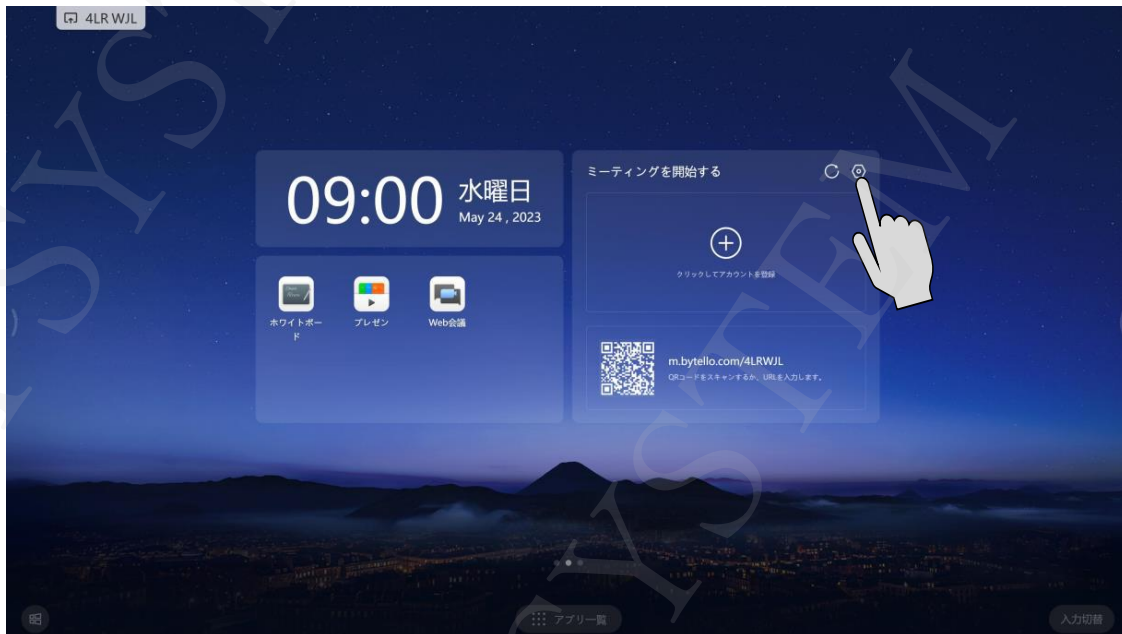 4LR WJL
09:00
水曜日
May 24 , 2023
ミーティングを開始する
クリックしてアカウントを登録
ホワイトボー
ド
プレゼン
Web会議
m.bytello.com/4LRWJL
QRコードをスキャンするか、URLを入力します。
アプリ一覧
入力切替
SYSTEM